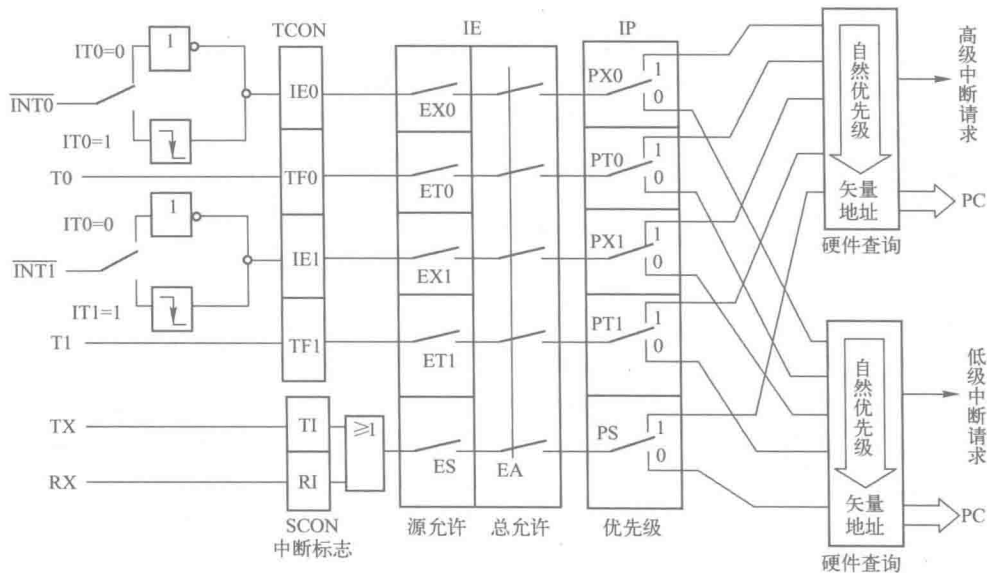 TCON
IE
IP
IT0=0
1
INT0
IT0=1
IE0
EX0
PX0
1
0
T0
TF0
ET0
PT0
1
0
IT0=0
1
INT1
IT1=1
IE1
EX1
PX1
1
0
T1
TF1
ET1
PT1
1
0
TX
TI
≥1
RX
RI
ES
EA
PS
1
0
SCON
中断标志
源允许
总允许
优先级
自然优先级
矢量
地址
硬件查询
高级中断请求
PC
自然优先级
矢量
地址
硬件查询
低级中断请求
PC